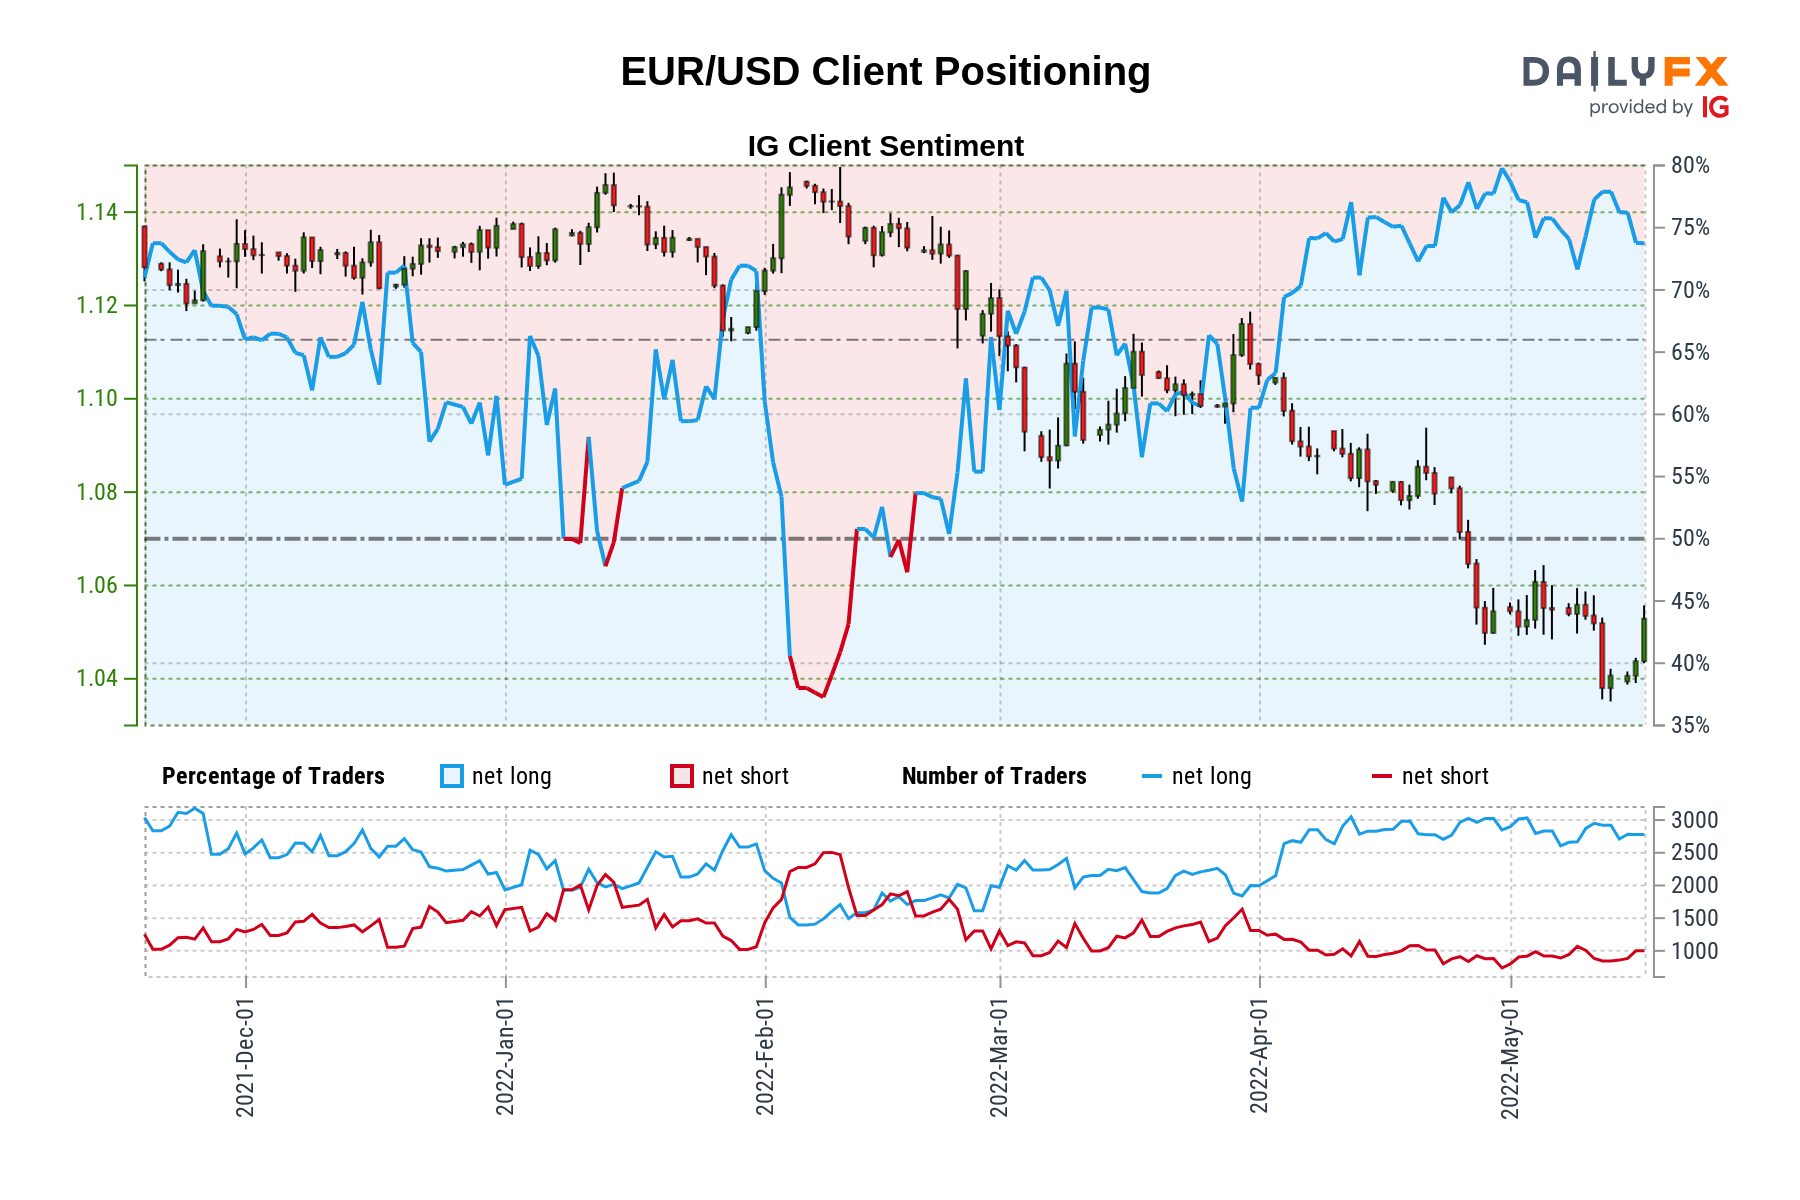 EUR/USD Client Positioning
DAILYFX
provided by IG
IG Client Sentiment
1.14
1.12
1.10
1.08
1.06
1.04
80%
75%
70%
65%
60%
55%
50%
45%
40%
35%
Percentage of Traders net long net short Number of Traders net long net short
3000
2500
2000
1500
1000
2021-Dec-01
2022-Jan-01
2022-Feb-01
2022-Mar-01
2022-Apr-01
2022-May-01